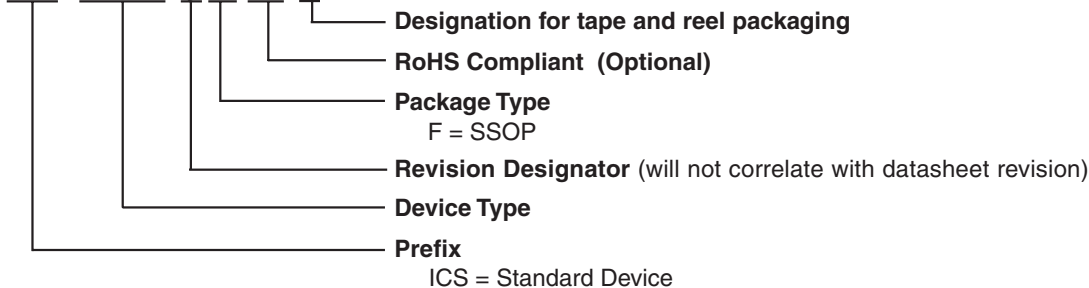 Designation for tape and reel packaging
RoHS Compliant (Optional)
Package Type
F = SSOP
Revision Designator (will not correlate with datasheet revision)
Device Type
Prefix
ICS = Standard Device